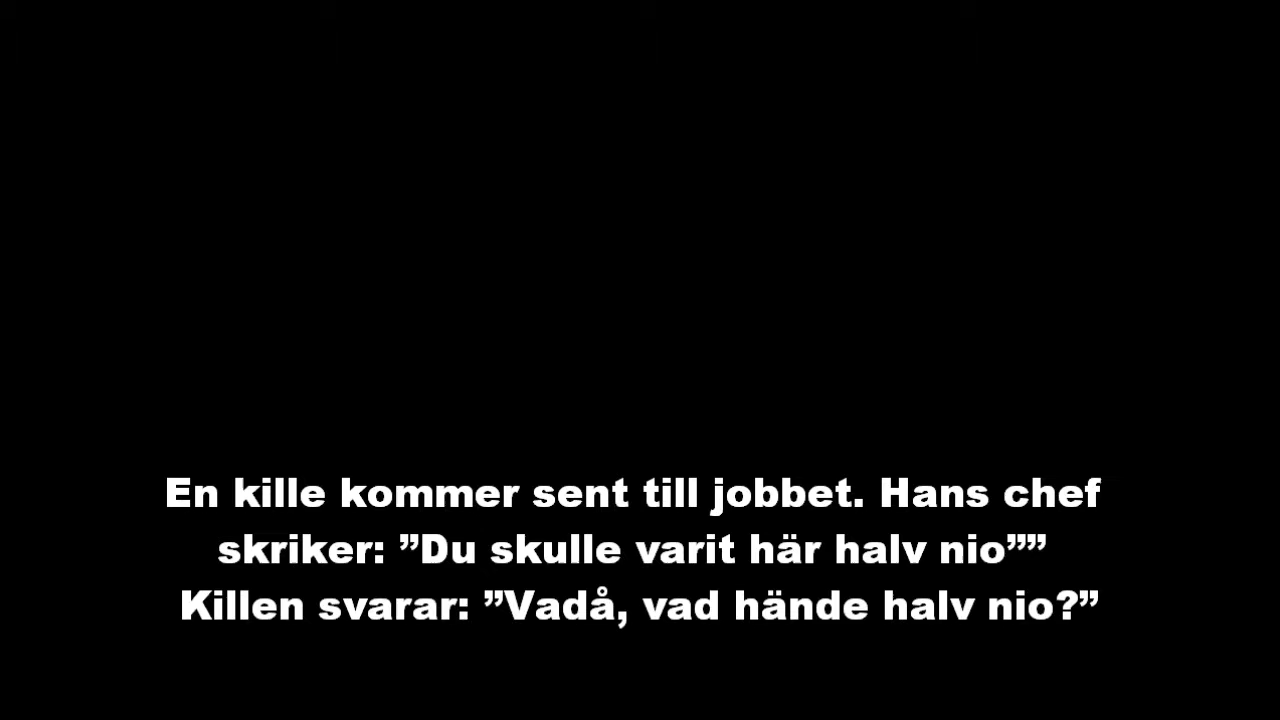 En kille kommer sent till jobbet. Hans chef
skriker: ”Du skulle varit här halv nio””
Killen svarar: ”Vadå, vad hände halv nio?”